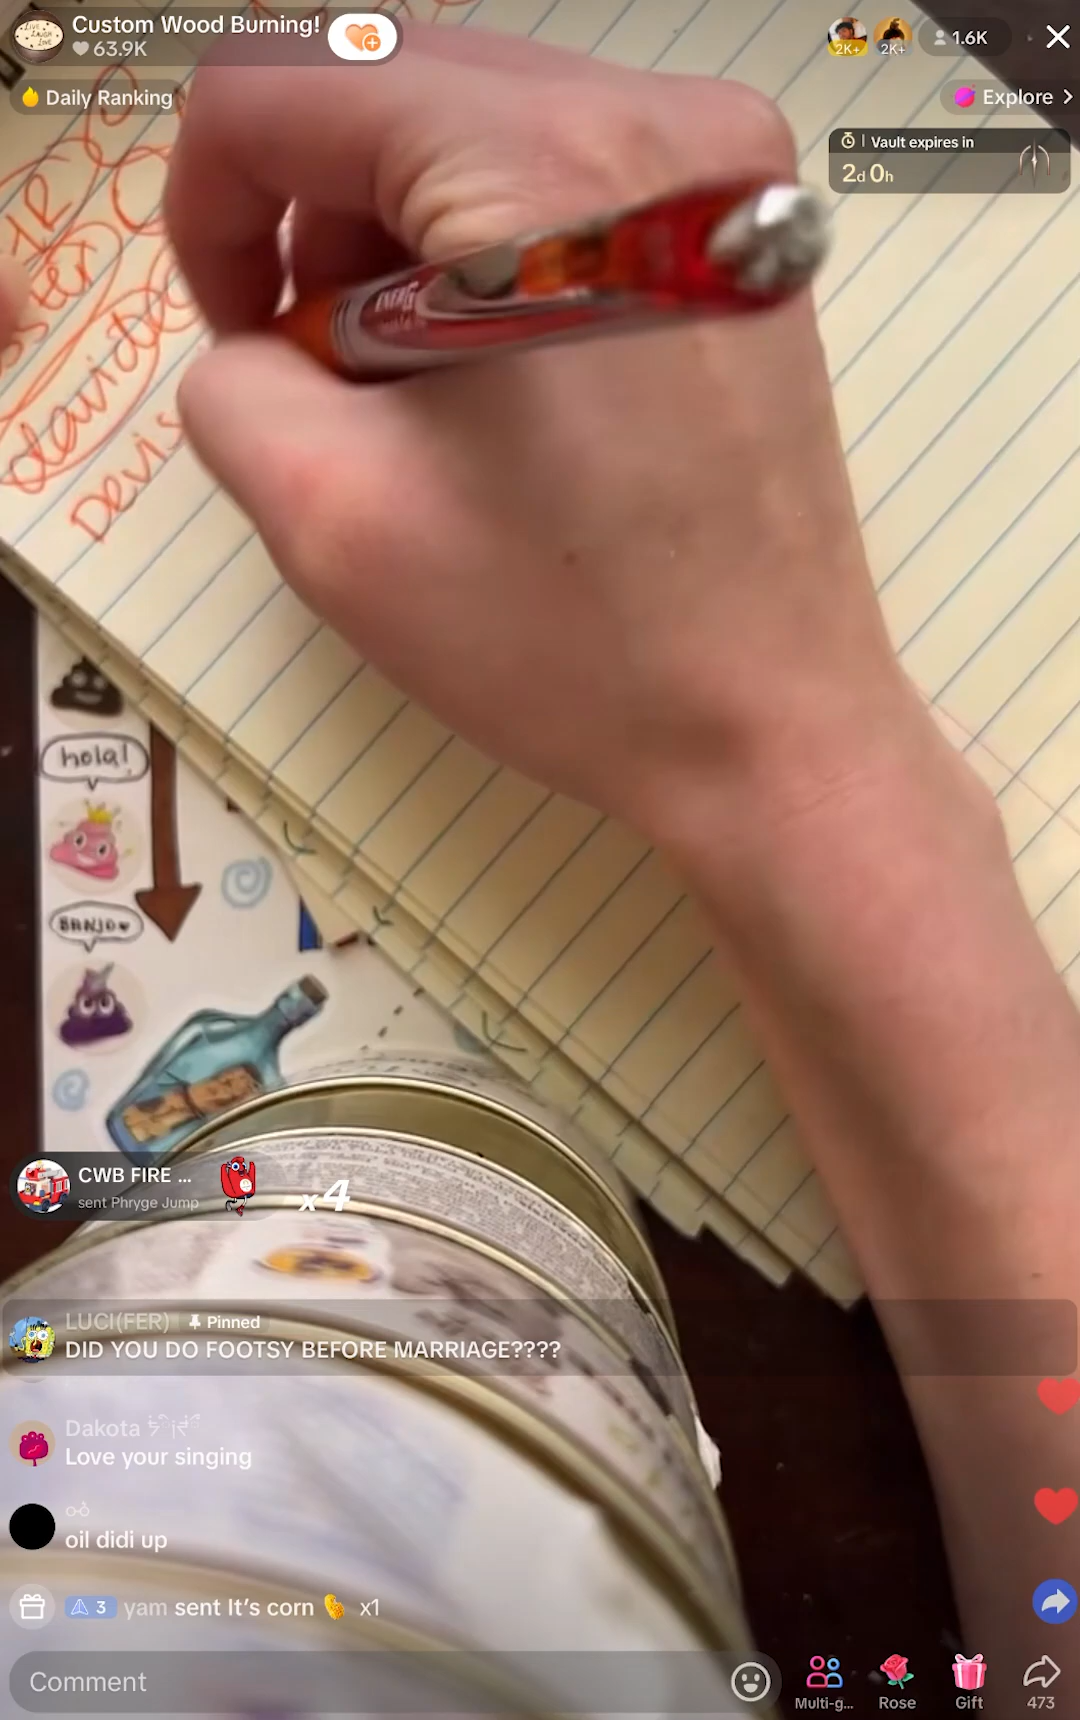 Custom Wood Burning!
63.9K
2K+
2K+
1.6K
Daily Ranking
Explore
Vault expires in
2d 0h
david
Devis
hola!
BANJO
CWB FIRE ...
sent Phryge Jump
x4
LUCI(FER) Pinned
DID YOU DO FOOTSY BEFORE MARRIAGE????
Dakota
Love your singing
oil didi up
3 yam sent It's corn x1
Comment
Multi-g...
Rose
Gift
473